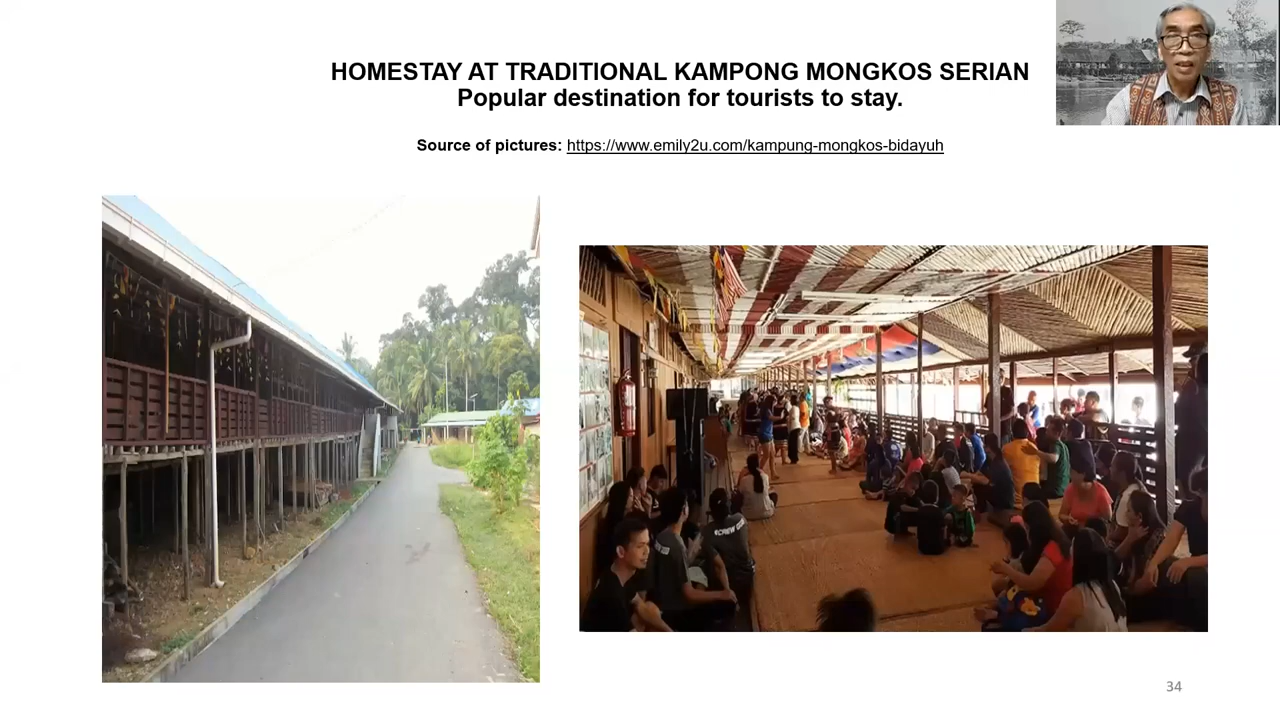 HOMESTAY AT TRADITIONAL KAMPONG MONGKOS SERIAN
Popular destination for tourists to stay.
Source of pictures: https://www.emily2u.com/kampung-mongkos-bidayuh
CREW
34